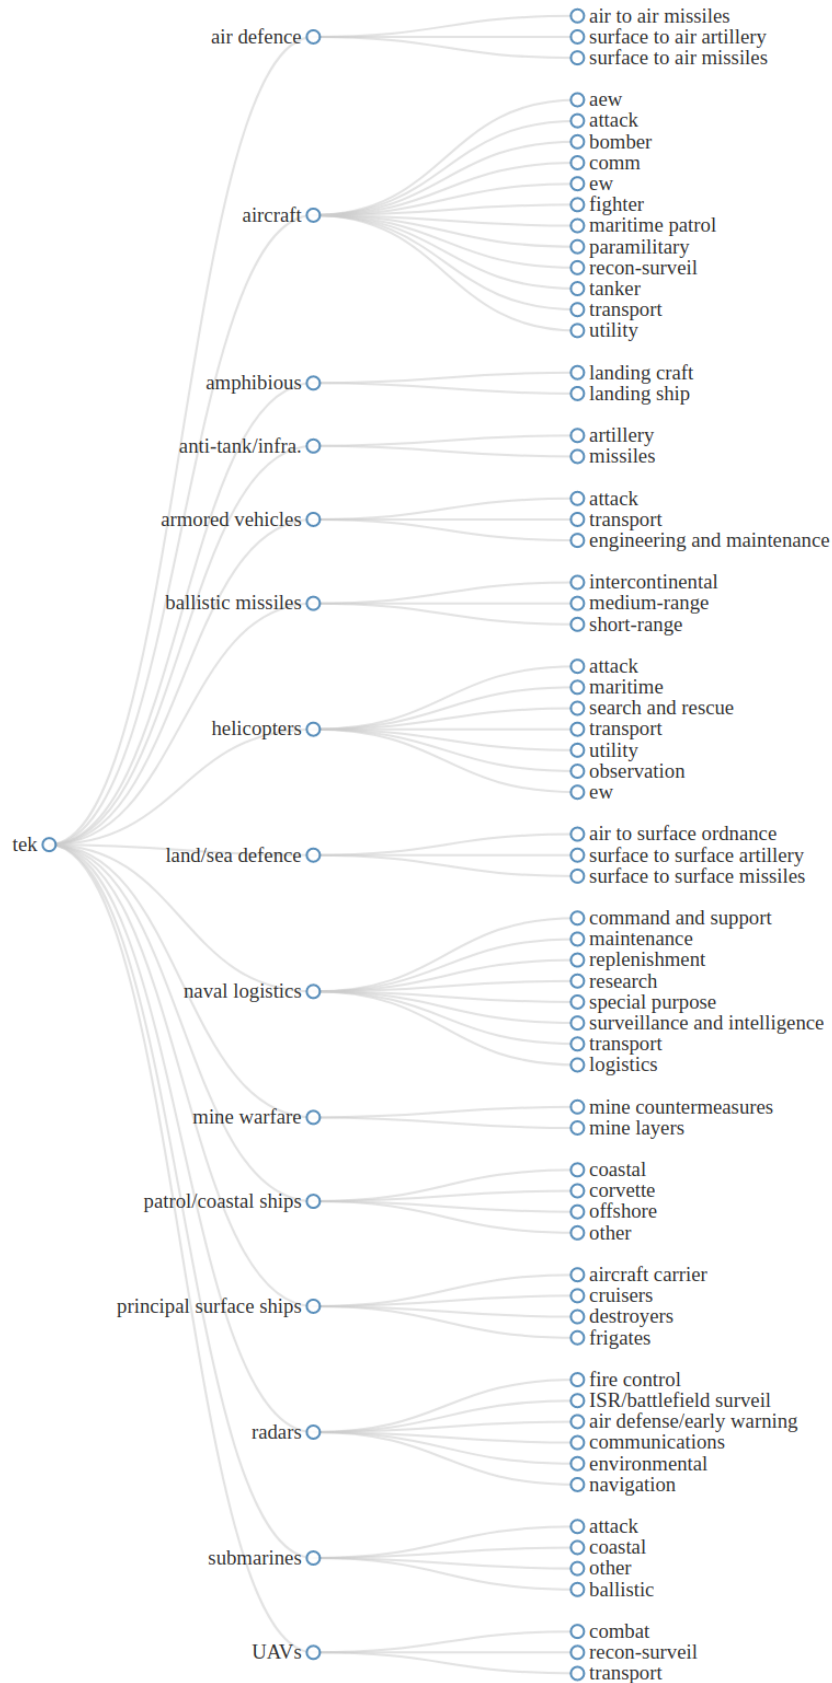 tek
air defence
air to air missiles
surface to air artillery
surface to air missiles
aircraft
aew
attack
bomber
comm
ew
fighter
maritime patrol
paramilitary
recon-surveil
tanker
transport
utility
amphibious
landing craft
landing ship
anti-tank/infra.
artillery
missiles
armored vehicles
attack
transport
engineering and maintenance
ballistic missiles
intercontinental
medium-range
short-range
helicopters
attack
maritime
search and rescue
transport
utility
observation
ew
land/sea defence
air to surface ordnance
surface to surface artillery
surface to surface missiles
naval logistics
command and support
maintenance
replenishment
research
special purpose
surveillance and intelligence
transport
logistics
mine warfare
mine countermeasures
mine layers
patrol/coastal ships
coastal
corvette
offshore
other
principal surface ships
aircraft carrier
cruisers
destroyers
frigates
radars
fire control
ISR/battlefield surveil
air defense/early warning
communications
environmental
navigation
submarines
attack
coastal
other
ballistic
UAVs
combat
recon-surveil
transport